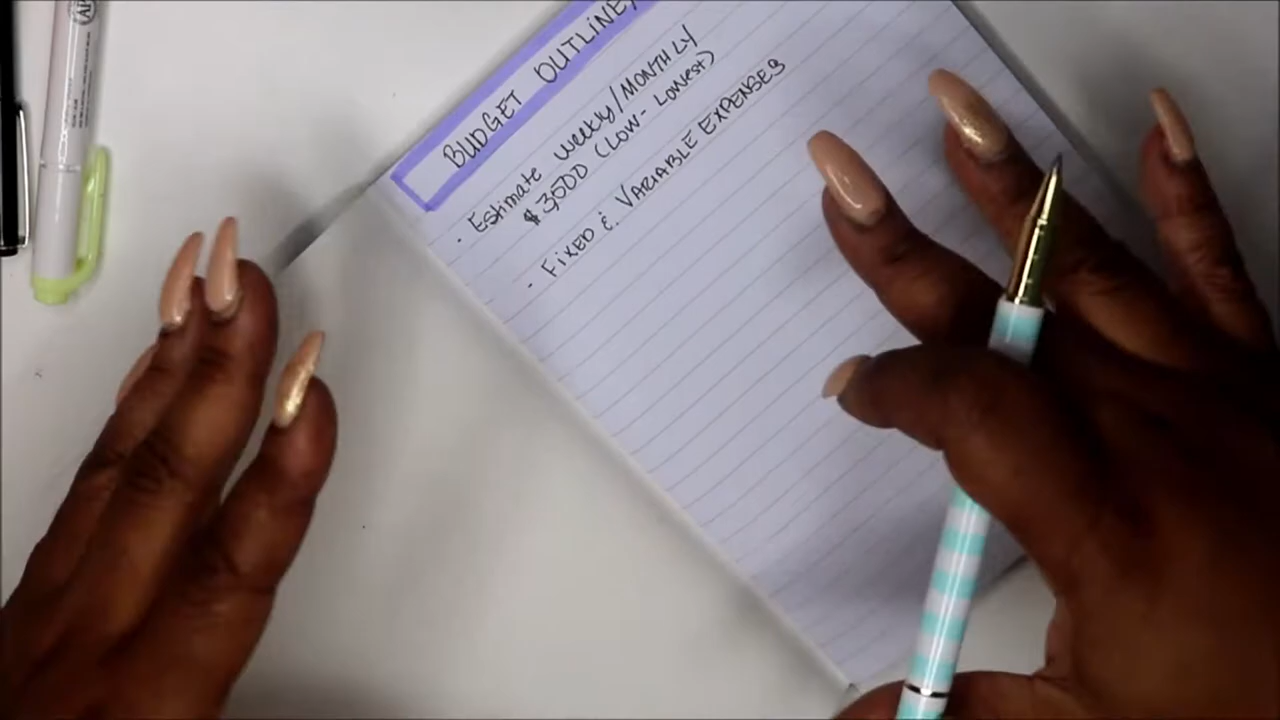 BUDGET OUTLINE
· Estimate weekly/MONTHLY
$3500 (Low-Lowest)
· FIXED & VARIABLE EXPENSES